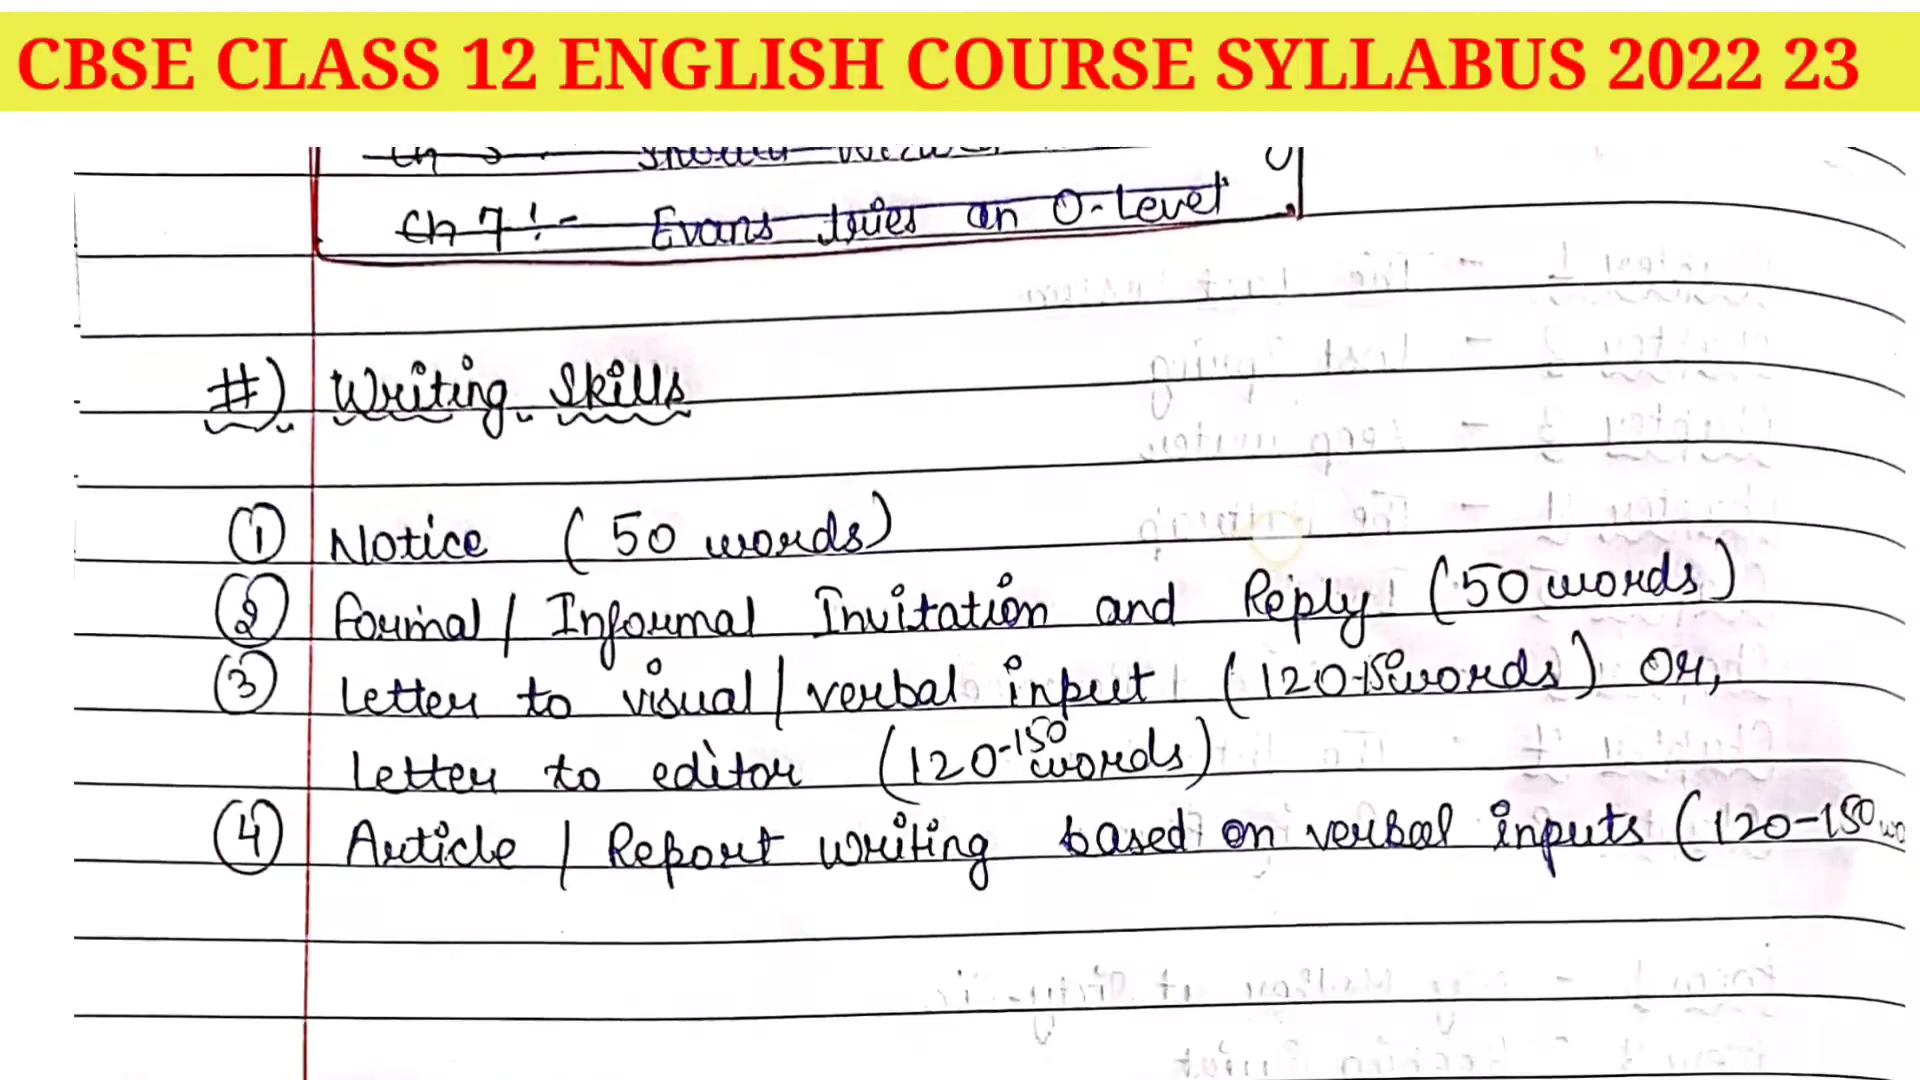 CBSE CLASS 12 ENGLISH COURSE SYLLABUS 2022 23
Ch 7 :- Evans tries an O-Level
#) Writing Skills
① Notice (50 words)
② Formal / Informal Invitation and Reply (50 words)
③ Letter to visual / verbal input (120-150 words) or,
Letter to editor (120-150 words)
④ Article / Report writing based on verbal inputs (120-150